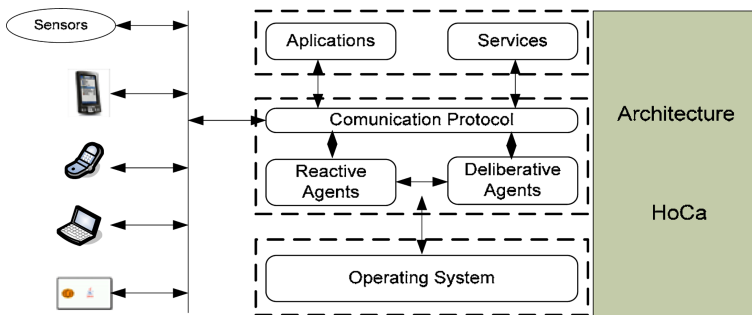 Sensors
Aplications
Services
Comunication Protocol
Reactive
Agents
Deliberative
Agents
Operating System
Architecture
HoCa